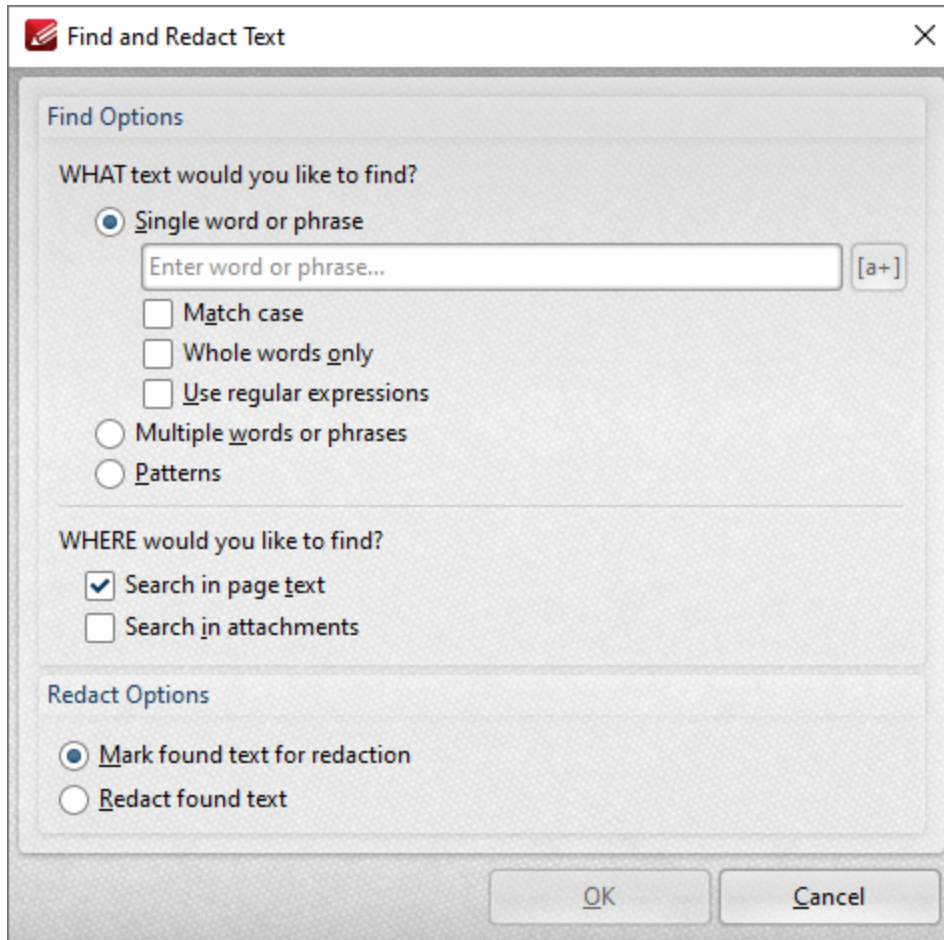 Find and Redact Text
Find Options
WHAT text would you like to find?
Single word or phrase
Enter word or phrase... [a+]
Match case
Whole words only
Use regular expressions
Multiple words or phrases
Patterns
WHERE would you like to find?
Search in page text
Search in attachments
Redact Options
Mark found text for redaction
Redact found text
OK Cancel